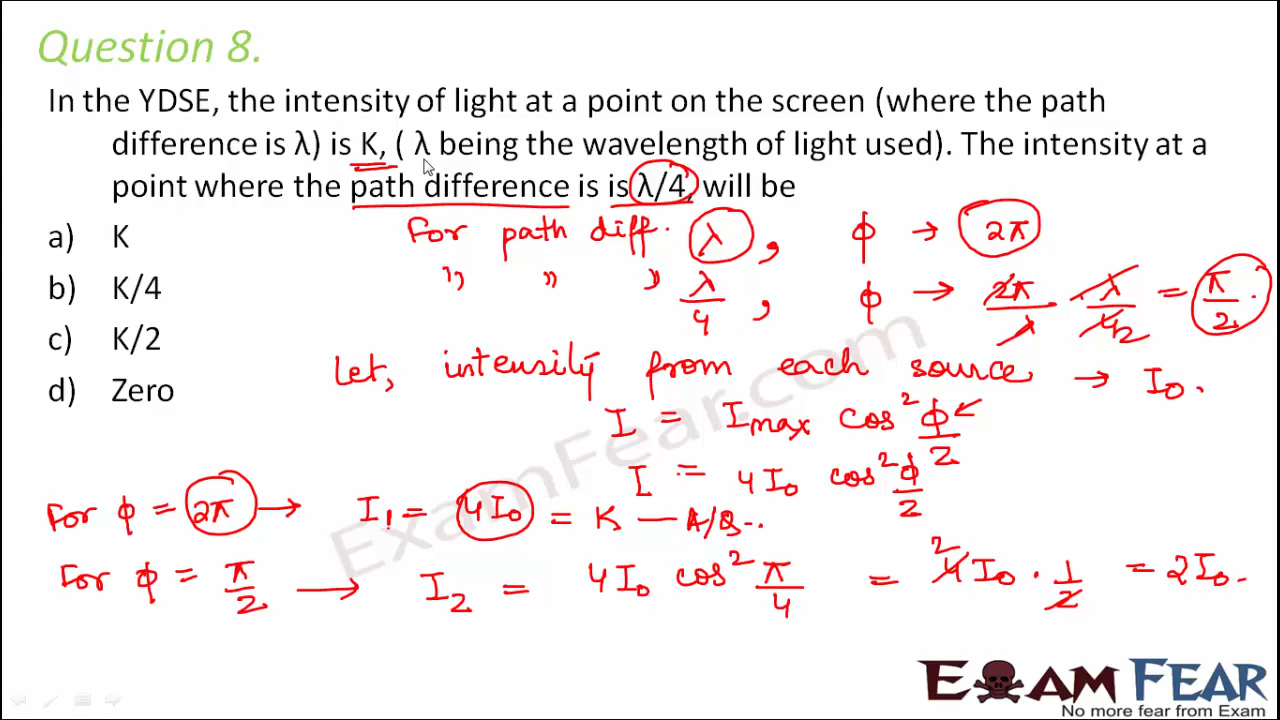 Question 8.
In the YDSE, the intensity of light at a point on the screen (where the path
difference is λ) is K, ( λ being the wavelength of light used). The intensity at a
point where the path difference is is λ/4, will be
a) K
b) K/4
c) K/2
d) Zero
For path diff. λ, ϕ → 2π
" " " λ/4, ϕ → 2π/λ λ/4 2 = π/2.
Let, intensity from each source → I₀.
I = Imax cos² ϕ/2
I = 4I₀ cos² ϕ/2
For ϕ = 2π → I₁ = 4I₀ = K — A/Q..
For ϕ = π/2 → I₂ = 4I₀ cos² π/4 = 2 4I₀ . 1/2 = 2I₀.
ExamFear.com
EXAM FEAR
No more fear from Exam